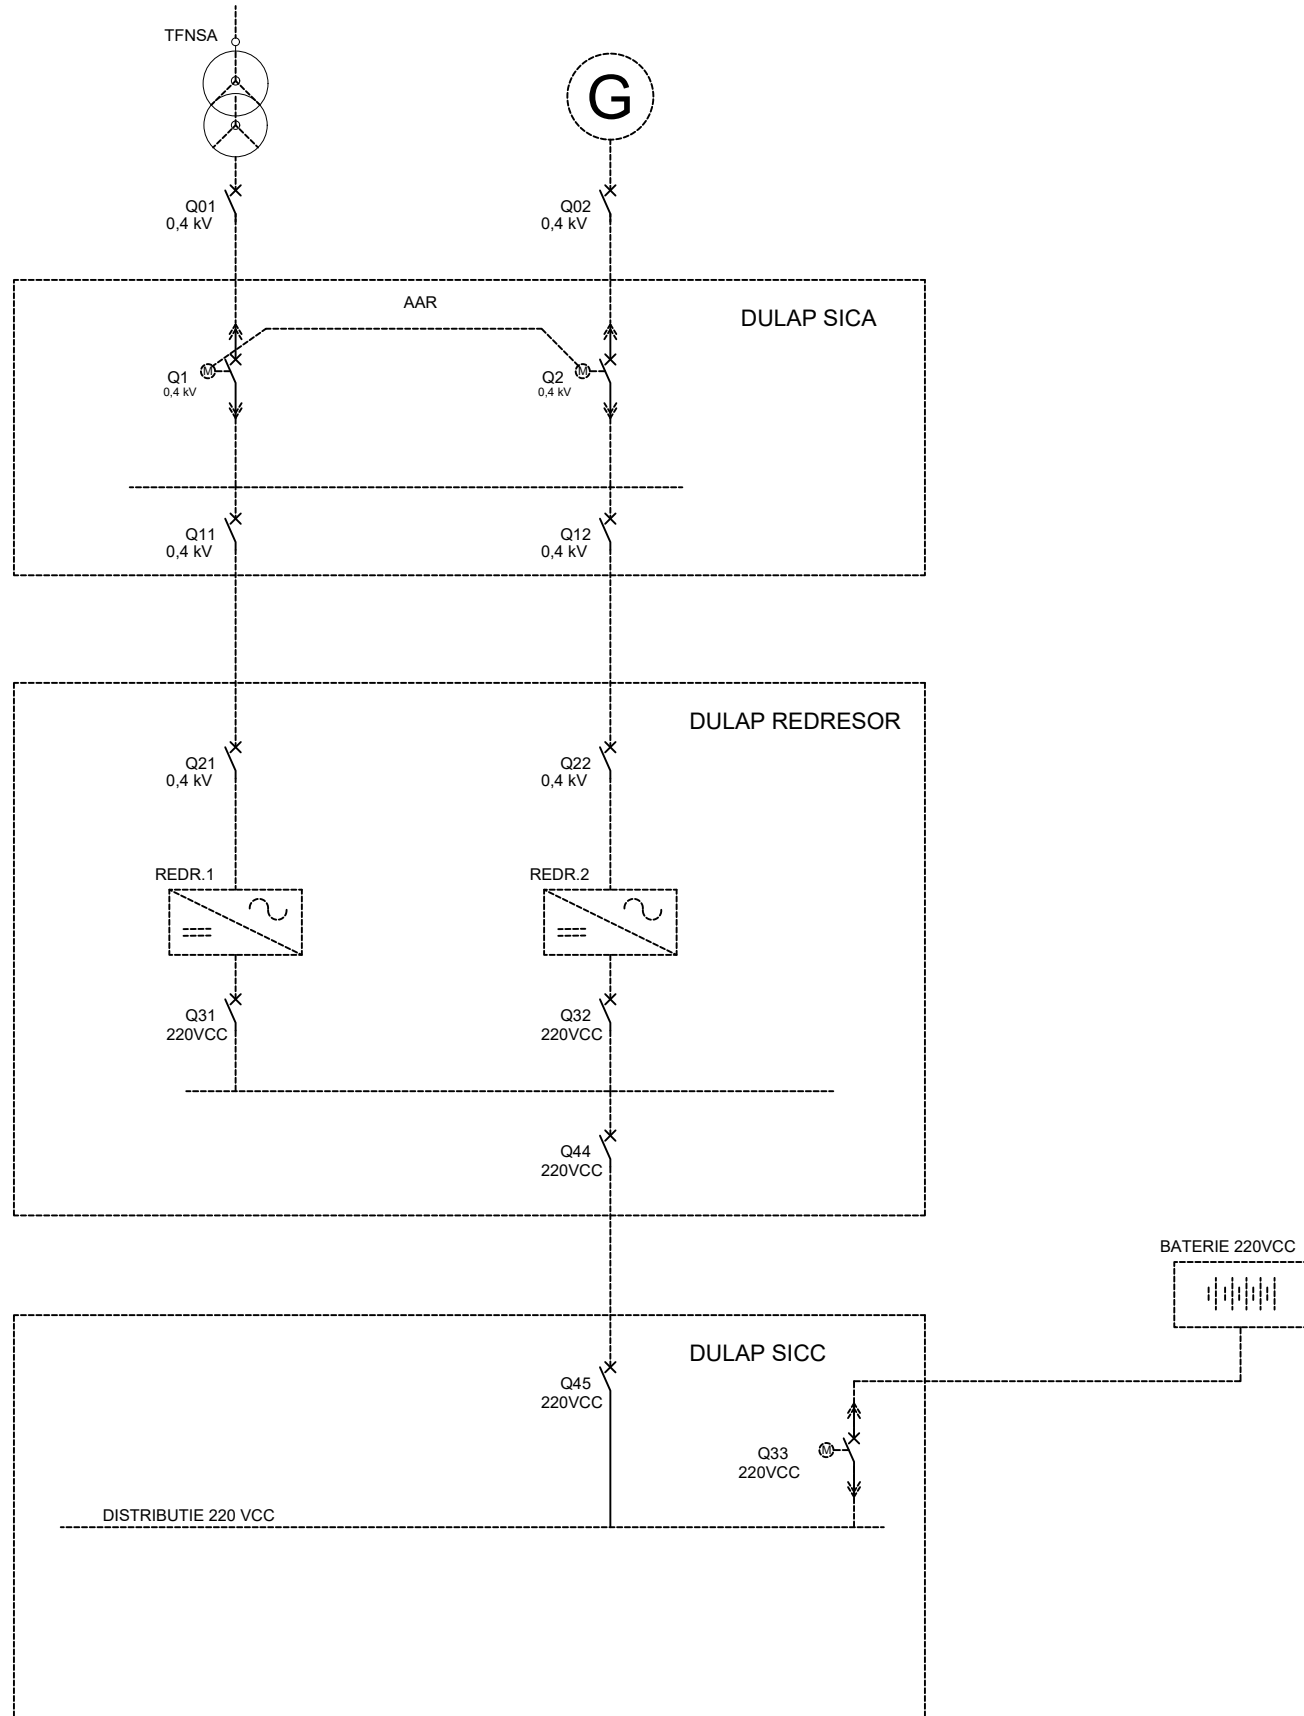 TFNSA
G
Q01
0,4 kV
Q02
0,4 kV
AAR
DULAP SICA
Q1
0,4 kV
M
Q2
0,4 kV
M
Q11
0,4 kV
Q12
0,4 kV
DULAP REDRESOR
Q21
0,4 kV
Q22
0,4 kV
REDR.1
REDR.2
Q31
220VCC
Q32
220VCC
Q44
220VCC
BATERIE 220VCC
DULAP SICC
Q45
220VCC
Q33
220VCC
M
DISTRIBUTIE 220 VCC